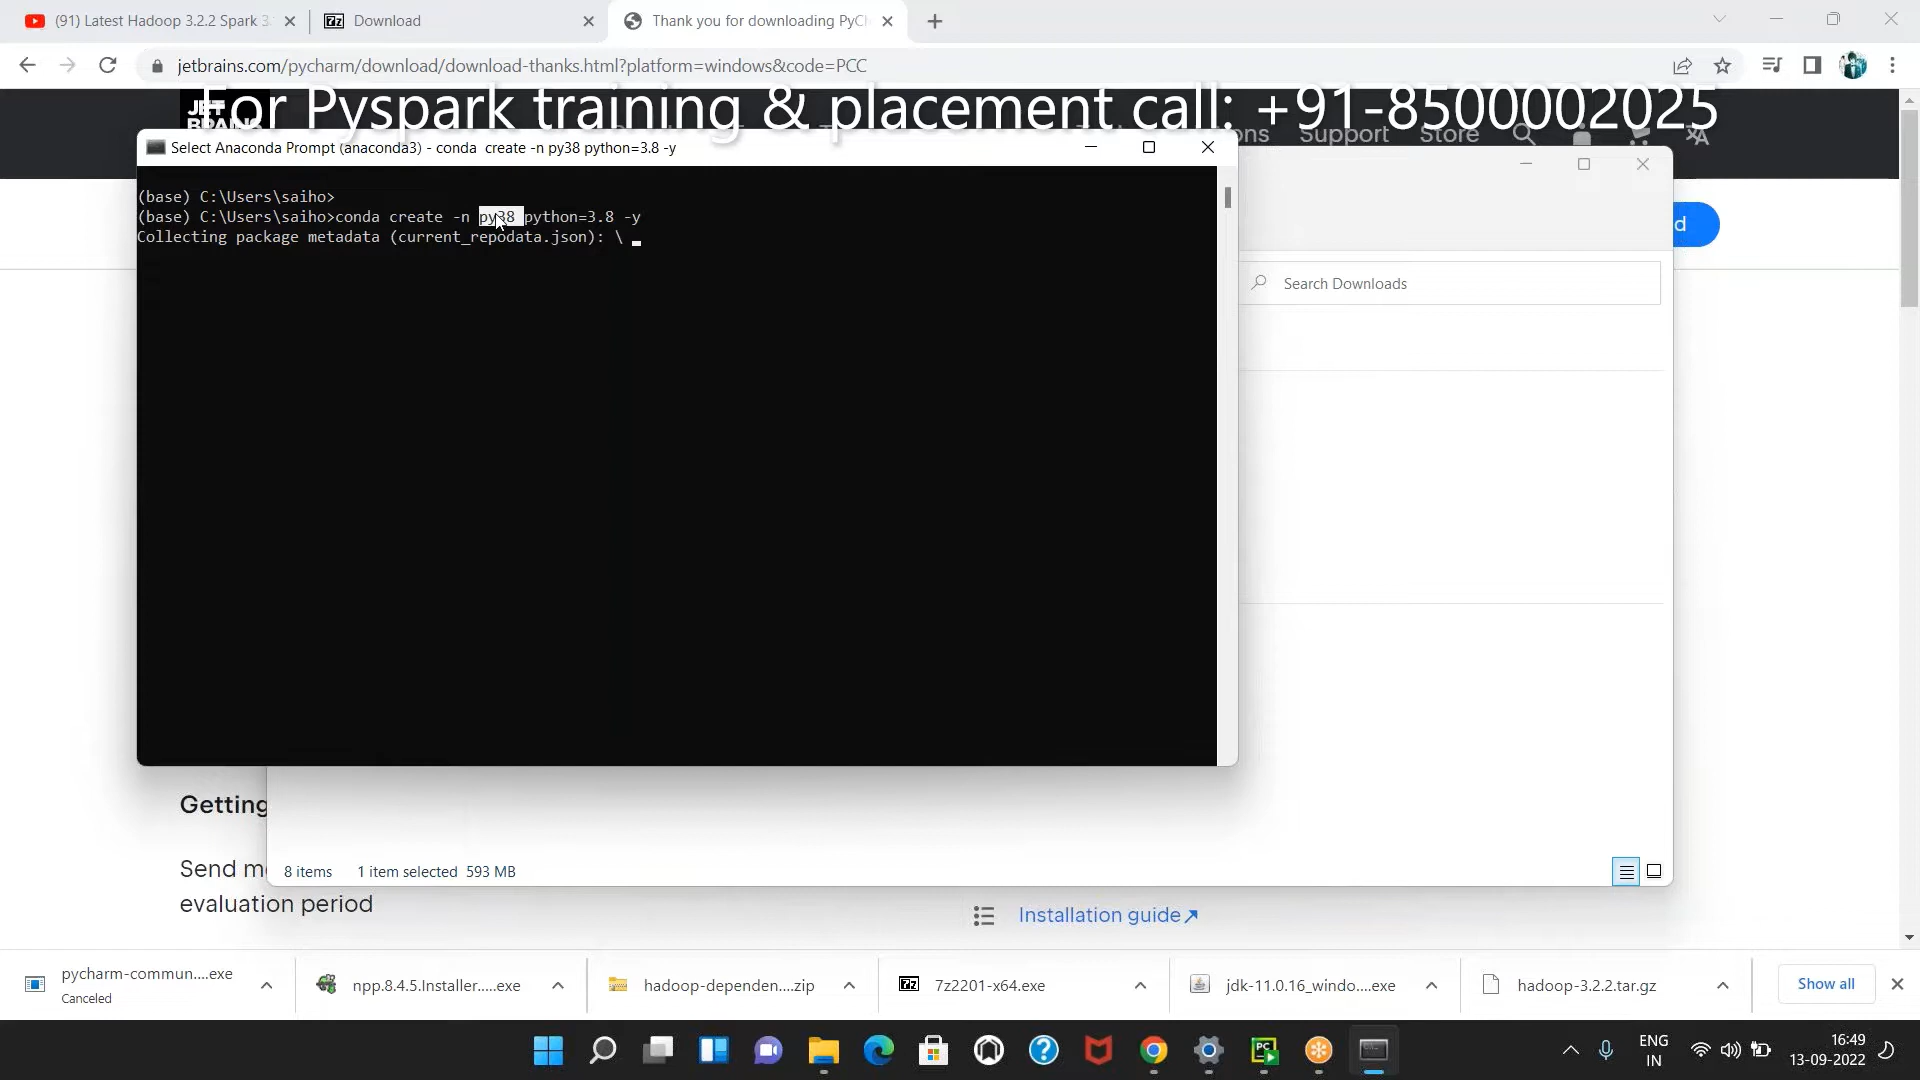 (91) Latest Hadoop 3.2.2 Spark 3
Download
Thank you for downloading PyCh
jetbrains.com/pycharm/download/download-thanks.html?platform=windows&code=PCC
For Pyspark training & placement call: +91-8500002025
JET
BRAINS
ons
Support
Store
Select Anaconda Prompt (anaconda3) - conda create -n py38 python=3.8 -y
(base) C:\Users\saiho>
(base) C:\Users\saiho>conda create -n py38 python=3.8 -y
Collecting package metadata (current_repodata.json): \
d
Search Downloads
Getting
Send me
evaluation period
8 items 1 item selected 593 MB
Installation guide↗
pycharm-commun....exe
Canceled
npp.8.4.5.Installer.....exe
hadoop-dependen....zip
7z2201-x64.exe
jdk-11.0.16_windo....exe
hadoop-3.2.2.tar.gz
Show all
ENG
IN
16:49
13-09-2022